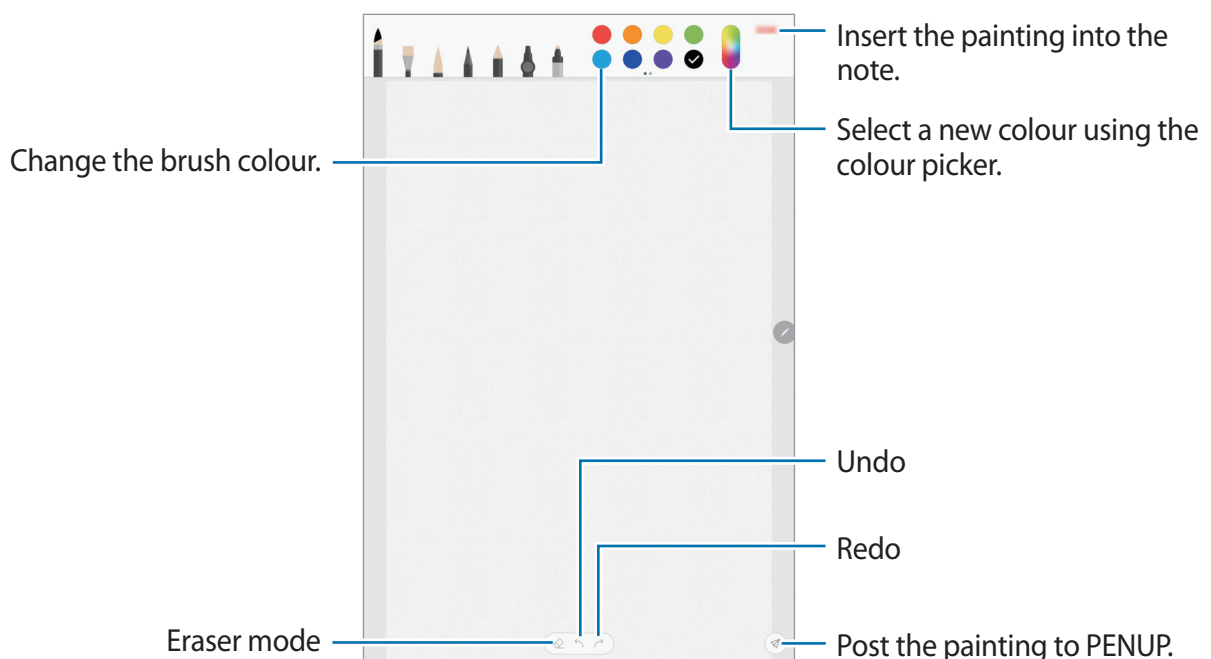 Insert the painting into the
note.
Select a new colour using the
colour picker.
Change the brush colour.
Undo
Redo
Eraser mode
Post the painting to PENUP.